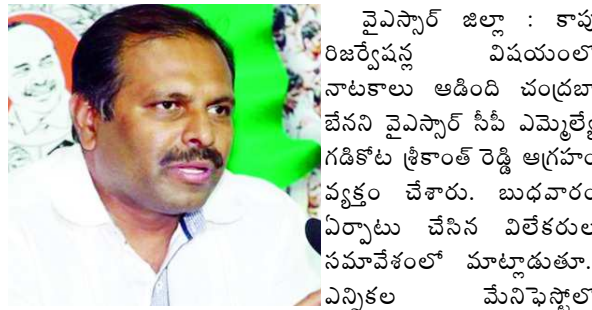 వైఎస్సార్ జిల్లా : కాపు
రిజర్వేషన్ల విషయంలో
నాటకాలు ఆడింది చంద్రబా
బేనని వైఎస్సార్ సీపీ ఎమ్మెల్యే
గడికోట శ్రీకాంత్ రెడ్డి ఆగ్రహం
వ్యక్తం చేశారు. బుధవారం
ఏర్పాటు చేసిన విలేకరుల
సమావేశంలో మాట్లాడుతూ..
ఎన్నికల మేనిఫెస్టోలో